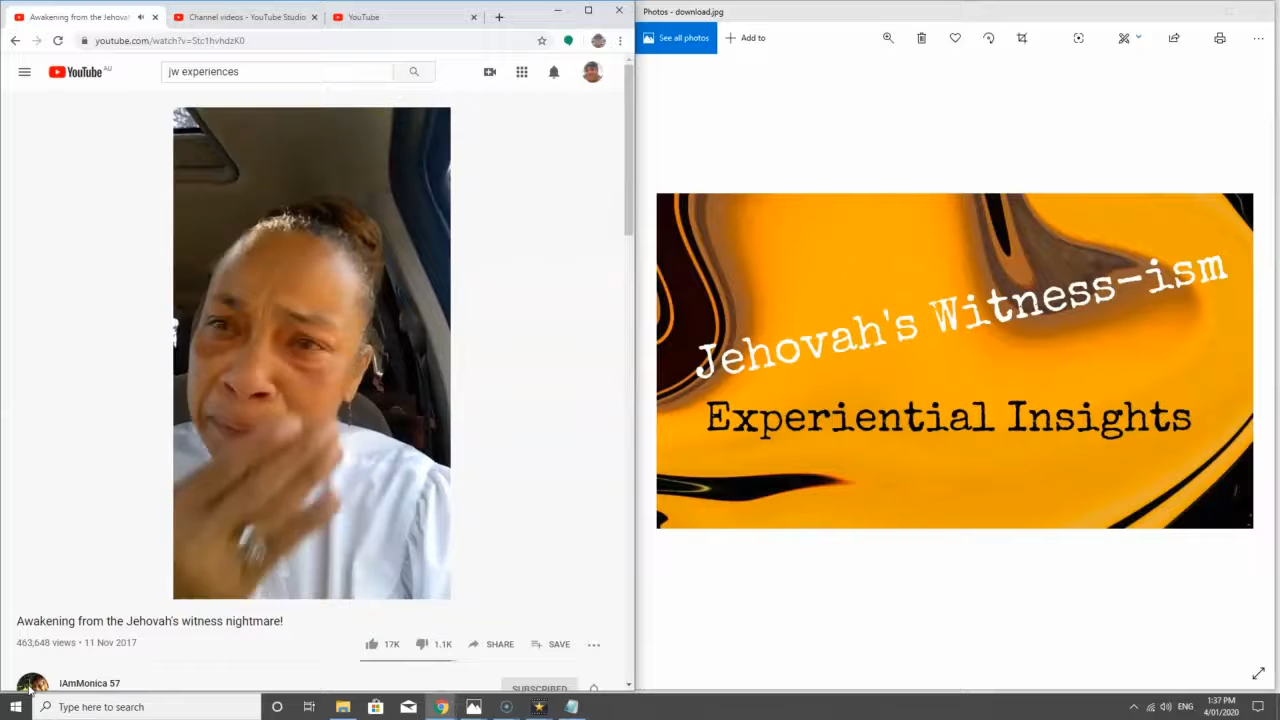 Awakening from the Jehovah
Channel videos - YouTube Studio
YouTube
youtube.com/watch?v=Stc1hvhdzK0
YouTube AU
jw experiences
Awakening from the Jehovah's witness nightmare!
463,648 views • 11 Nov 2017
17K
1.1K
SHARE
SAVE
IAmMonica 57
SUBSCRIBED
Photos - download.jpg
See all photos
Add to
Jehovah's Witness-ism
Experiential Insights
Type here to search
ENG
1:37 PM
4/01/2020